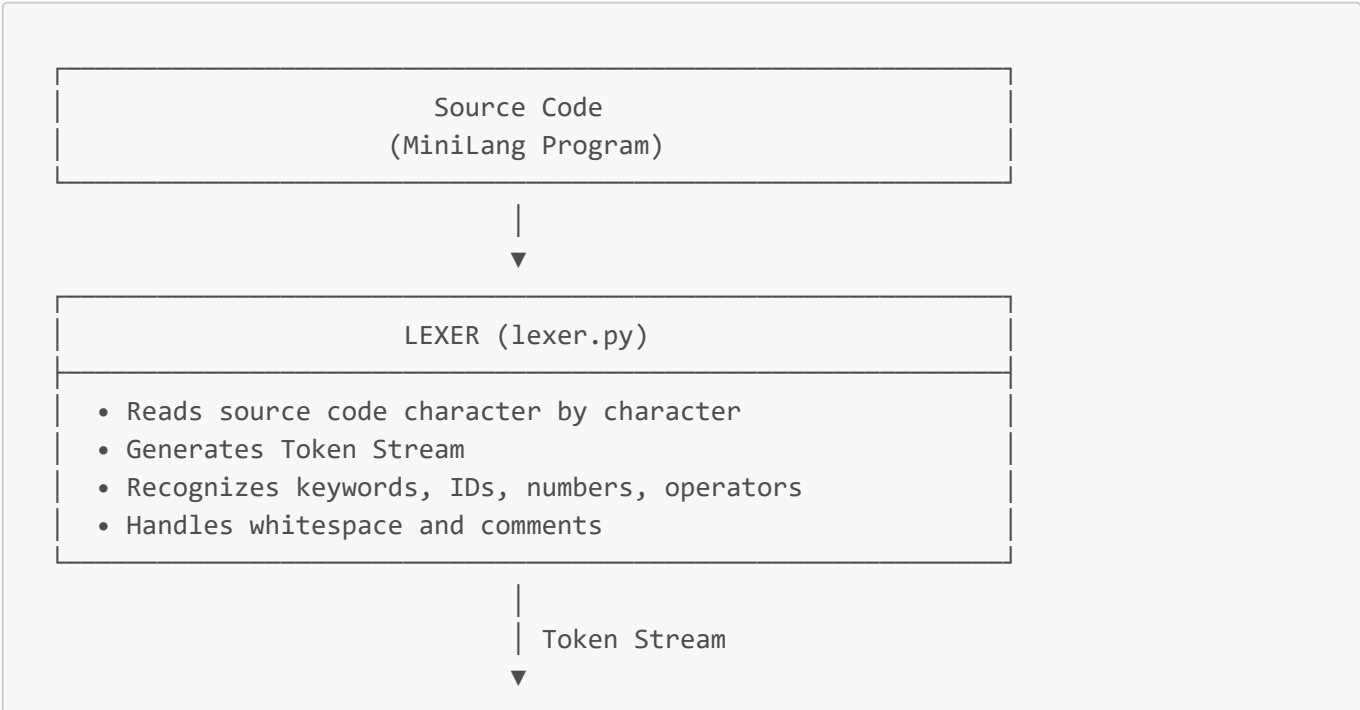 Source Code
(MiniLang Program)
LEXER (lexer.py)
• Reads source code character by character
• Generates Token Stream
• Recognizes keywords, IDs, numbers, operators
• Handles whitespace and comments
Token Stream